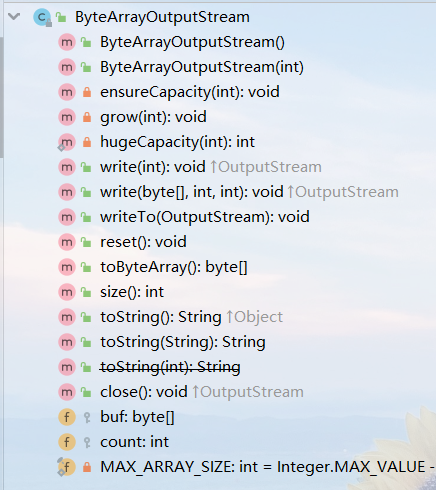 ByteArrayOutputStream
ByteArrayOutputStream()
ByteArrayOutputStream(int)
ensureCapacity(int): void
grow(int): void
hugeCapacity(int): int
write(int): void ↑OutputStream
write(byte[], int, int): void ↑OutputStream
writeTo(OutputStream): void
reset(): void
toByteArray(): byte[]
size(): int
toString(): String ↑Object
toString(String): String
toString(int): String
close(): void ↑OutputStream
buf: byte[]
count: int
MAX_ARRAY_SIZE: int = Integer.MAX_VALUE -